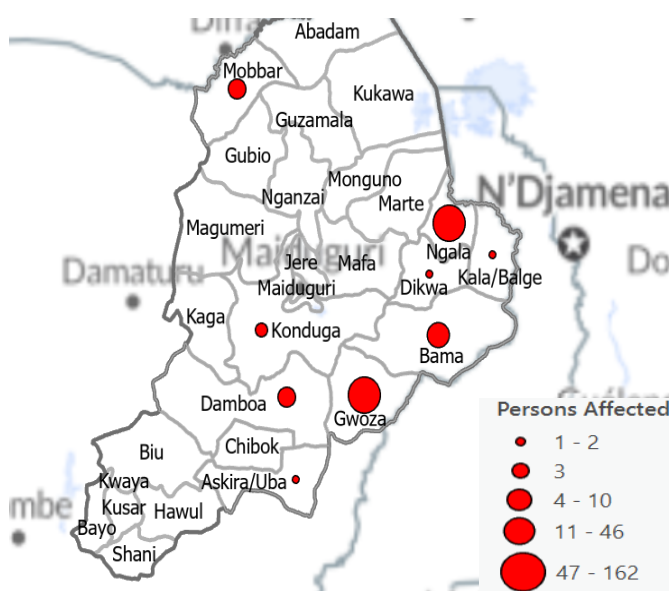 Abadam
Mobbar
Kukawa
Guzamala
Gubio
Monguno
Nganzai
Marte
N'Djamena
Magumeri
Maiduguri
Ngala
Jere
Mafa
Kala/Balge
Damaturu
Dikwa
Maiduguri
Kaga
Konduga
Bama
Damboa
Gwoza
Persons Affected
Biu
Chibok
1 - 2
Kwaya
Askira/Uba
3
Kusar
Hawul
4 - 10
Bayo
11 - 46
Shani
47 - 162